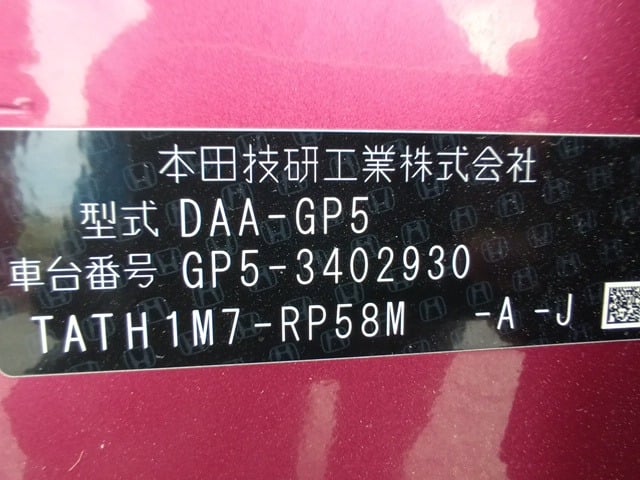 本田技研工業株式会社
型式 DAA-GP5
車台番号 GP5-3402930
TATH1M7-RP58M -A -J